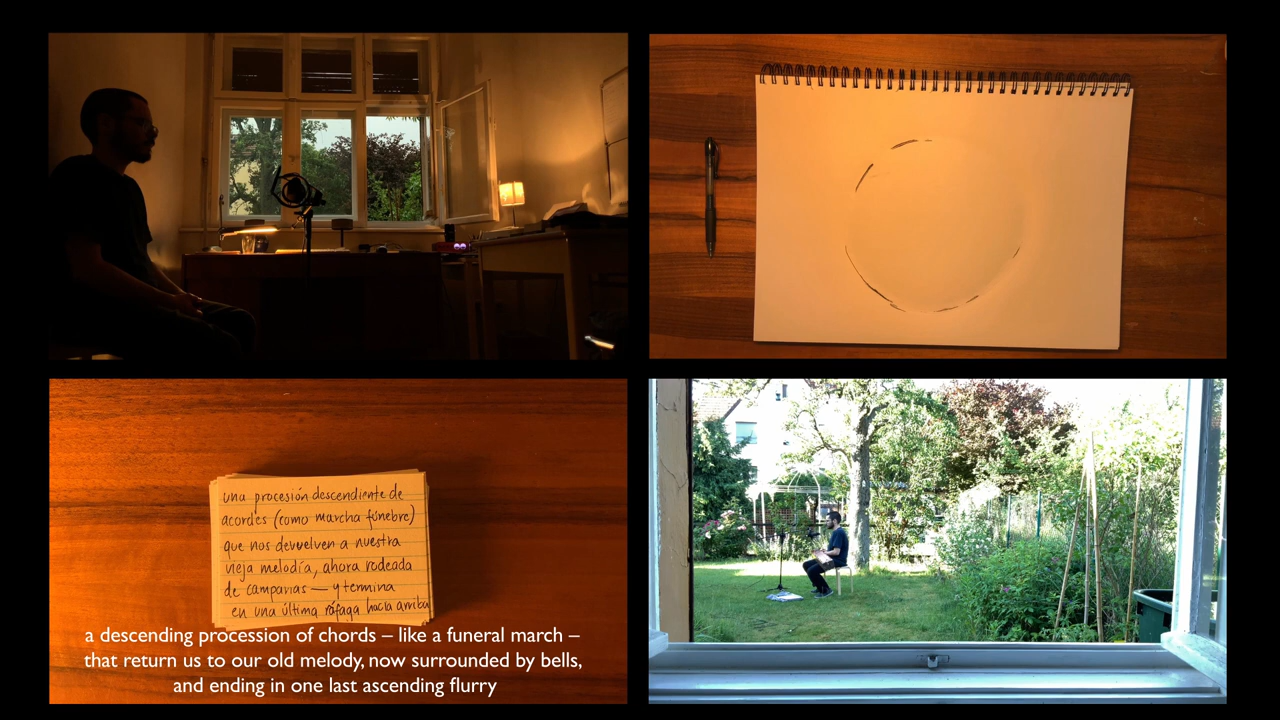 una procesión descendiente de
acordes (como marcha fúnebre)
que nos devuelven a nuestra
vieja melodía, ahora rodeada
de campanas — y termina
en una última ráfaga hacia arriba
a descending procession of chords – like a funeral march –
that return us to our old melody, now surrounded by bells,
and ending in one last ascending flurry